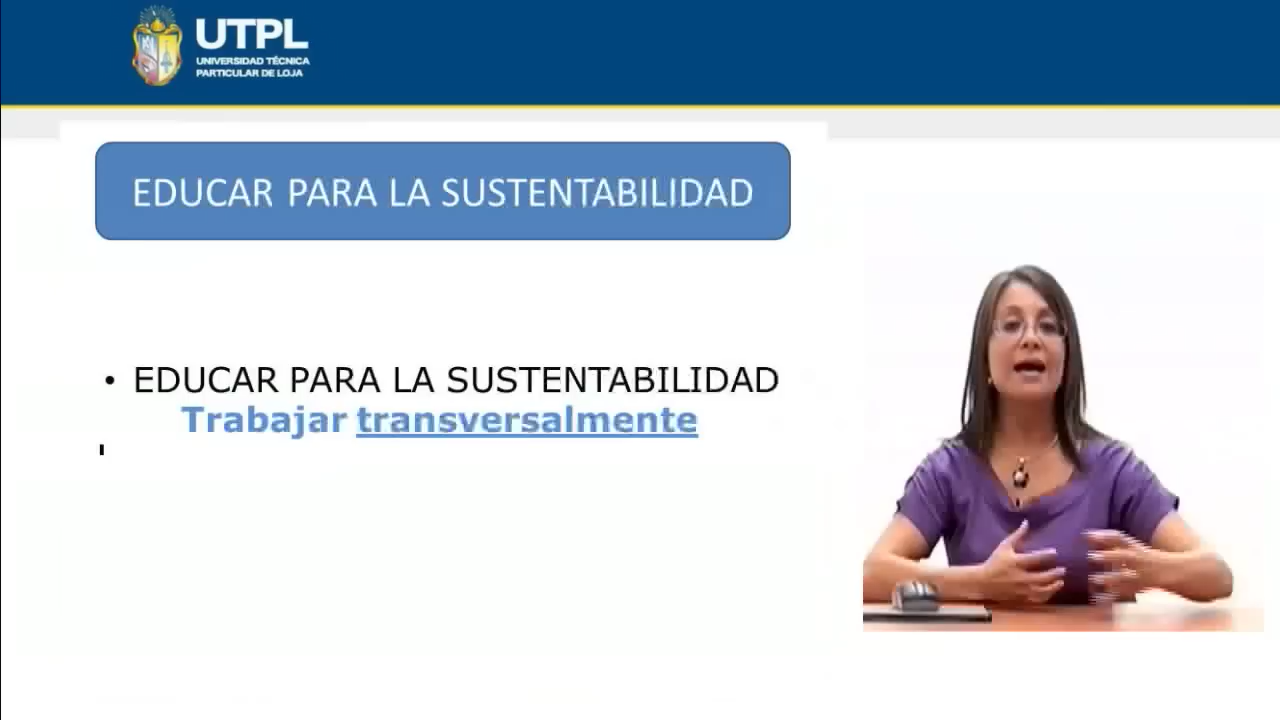 UTPL
UNIVERSIDAD TÉCNICA
PARTICULAR DE LOJA
EDUCAR PARA LA SUSTENTABILIDAD
• EDUCAR PARA LA SUSTENTABILIDAD
Trabajar transversalmente